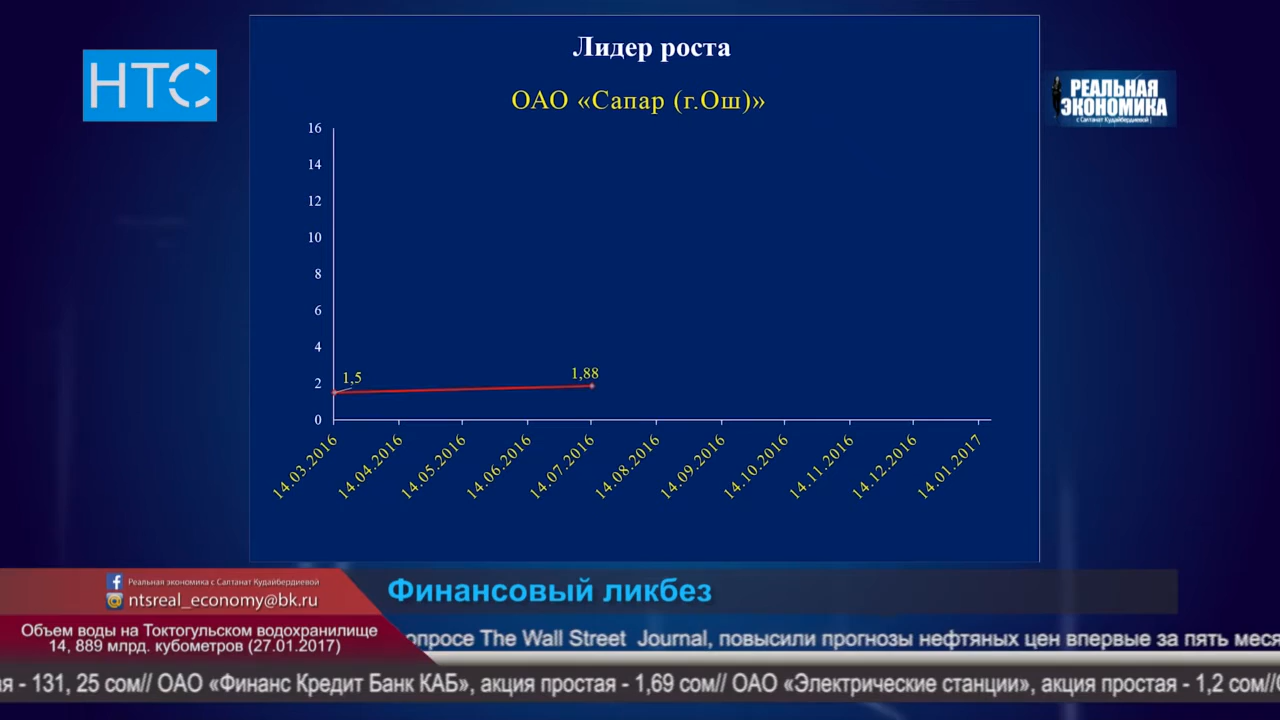 НТС
Лидер роста
ОАО «Сапар (г.Ош)»
РЕАЛЬНАЯ
ЭКОНОМИКА
с Салтанат Кудайбердиевой
16
14
12
10
8
6
4
2
0
1,5
1,88
14.03.2016
14.04.2016
14.05.2016
14.06.2016
14.07.2016
14.08.2016
14.09.2016
14.10.2016
14.11.2016
14.12.2016
14.01.2017
Реальная экономика с Салтанат Кудайбердиевой
ntsreal_economy@bk.ru
Финансовый ликбез
Объем воды на Токтогульском водохранилище
14, 889 млрд. кубометров (27.01.2017)
опросе The Wall Street Journal, повысили прогнозы нефтяных цен впервые за пять меся
я - 131, 25 сом// ОАО «Финанс Кредит Банк КАБ», акция простая - 1,69 сом// ОАО «Электрические станции», акция простая - 1,2 сом//